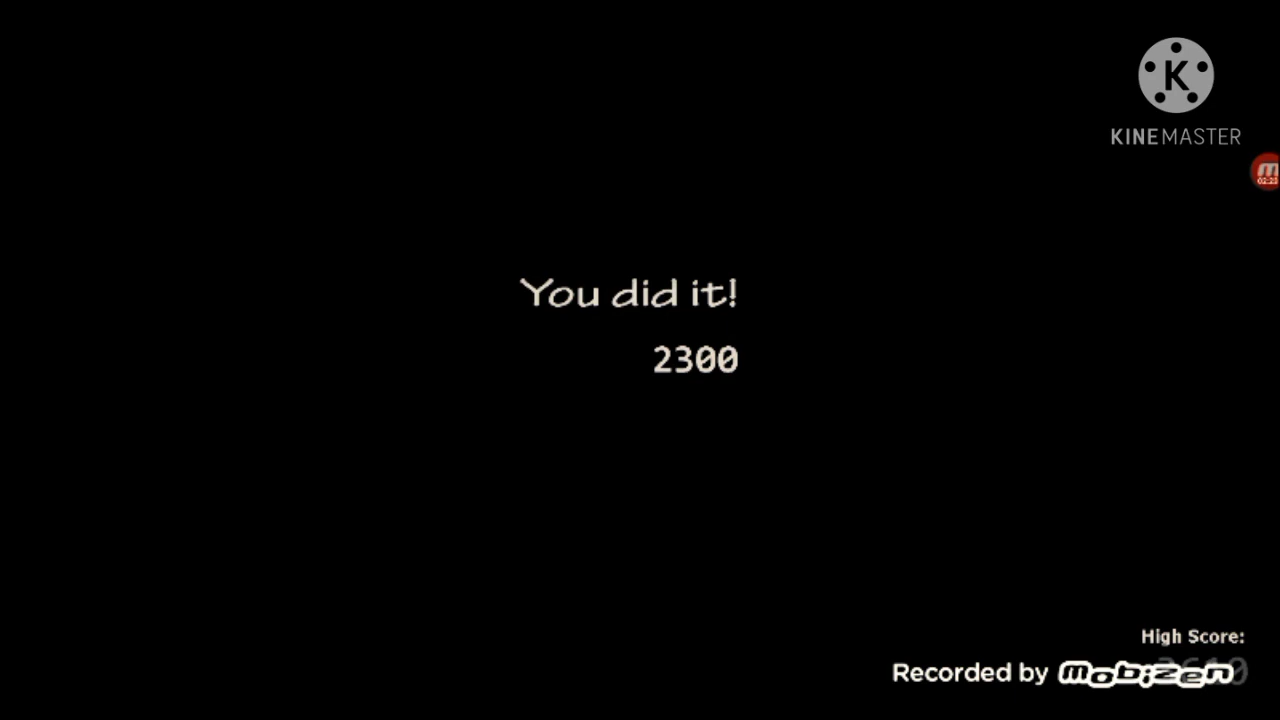 K
KINEMASTER
You did it!
2300
High Score:
Recorded by mobizen